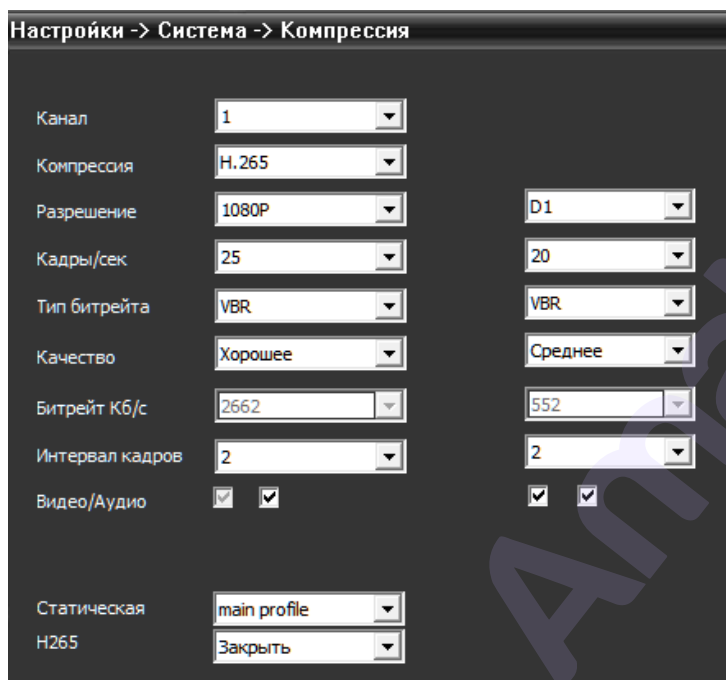 Настройки -> Система -> Компрессия
Канал 1
Компрессия H.265
Разрешение 1080P D1
Кадры/сек 25 20
Тип битрейта VBR VBR
Качество Хорошее Среднее
Битрейт Кб/с 2662 552
Интервал кадров 2 2
Видео/Аудио
Статическая main profile
H265 Закрыть